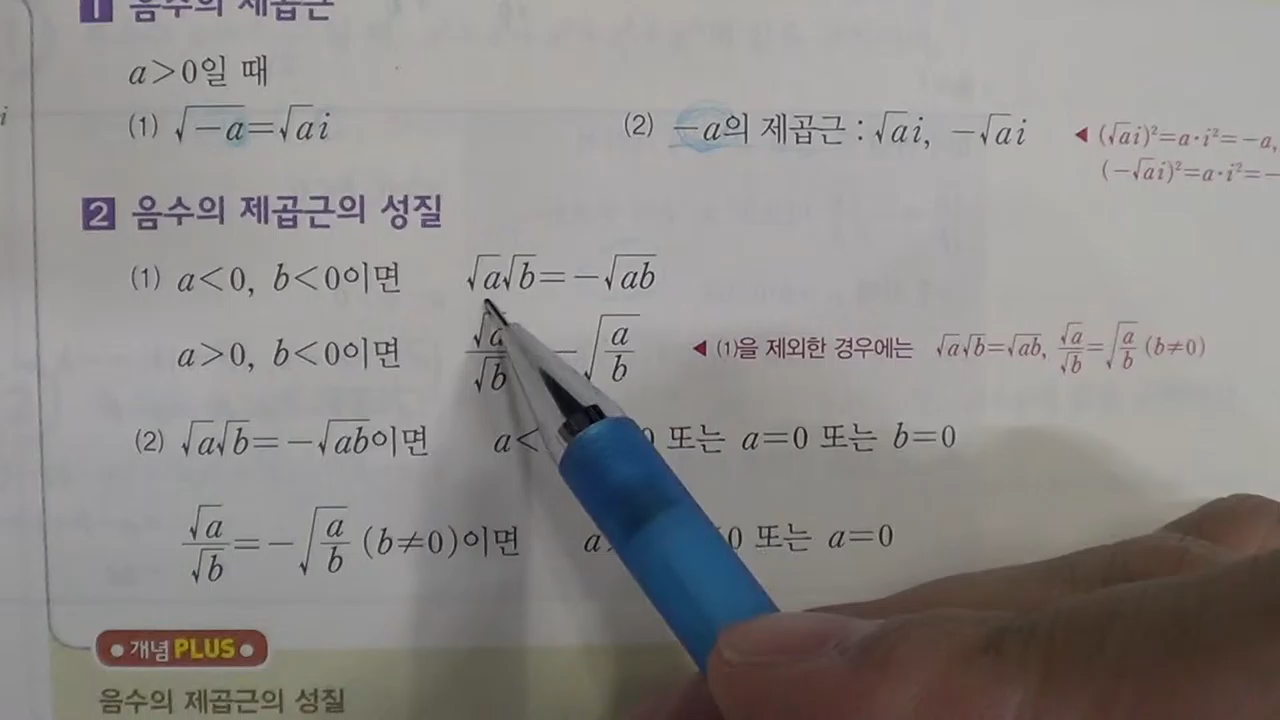 1 음수의 제곱근
a>0일 때
(1) √-a=√a i (2) -a의 제곱근 : √a i, -√a i ◀ (√a i)²=a·i²=-a,
(-√a i)²=a·i²=-
i
2 음수의 제곱근의 성질
(1) a<0, b<0이면 √a√b=-√ab
a>0, b<0이면 √a/√b -√(a/b) ◀ (1)을 제외한 경우에는 √a√b=√ab, √a/√b=√(a/b) (b≠0)
(2) √a√b=-√ab이면 a< 0 또는 a=0 또는 b=0
√a/√b=-√(a/b) (b≠0)이면 a 0 또는 a=0
• 개념 PLUS •
음수의 제곱근의 성질